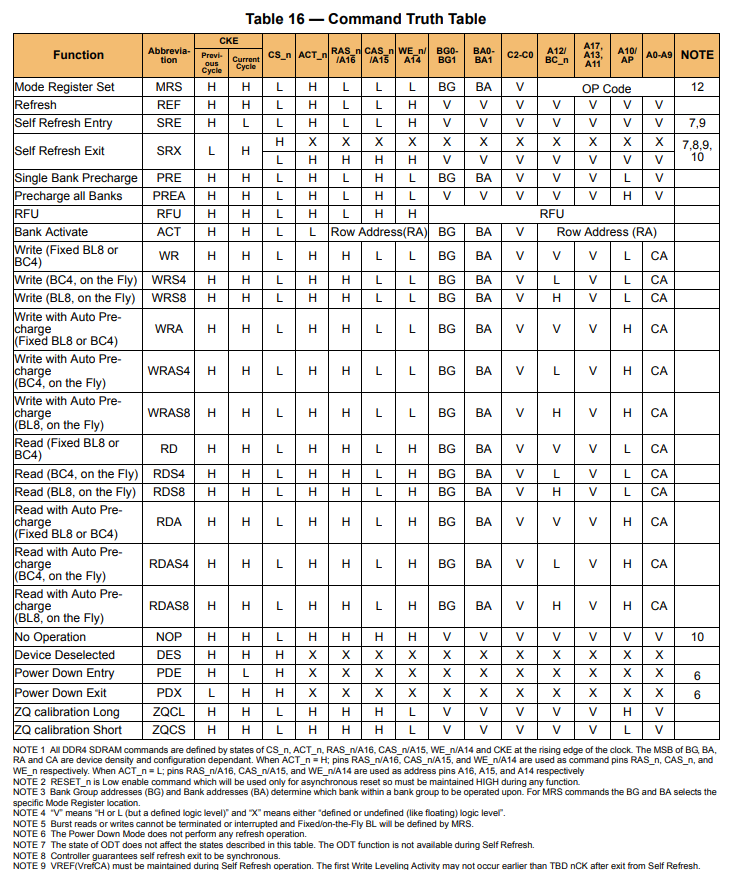 Table 16 — Command Truth Table
Function Abbrevia-tion CKE Previ-ous Cycle Current Cycle CS_n ACT_n RAS_n/A16 CAS_n/A15 WE_n/A14 BG0-BG1 BA0-BA1 C2-C0 A12/BC_n A17, A13, A11 A10/AP A0-A9 NOTE
Mode Register Set MRS H H L H L L L BG BA V OP Code 12
Refresh REF H H L H L L H V V V V V V V
Self Refresh Entry SRE H L L H L L H V V V V V V V 7,9
Self Refresh Exit SRX L H H X X X X X X X X X X X 7,8,9, 10
L H H H H V V V V V V V
Single Bank Precharge PRE H H L H L H L BG BA V V V L V
Precharge all Banks PREA H H L H L H L V V V V V H V
RFU RFU H H L H L H H RFU
Bank Activate ACT H H L L Row Address(RA) BG BA V Row Address (RA)
Write (Fixed BL8 or BC4) WR H H L H H L L BG BA V V V L CA
Write (BC4, on the Fly) WRS4 H H L H H L L BG BA V L V L CA
Write (BL8, on the Fly) WRS8 H H L H H L L BG BA V H V L CA
Write with Auto Pre-charge (Fixed BL8 or BC4) WRA H H L H H L L BG BA V V V H CA
Write with Auto Pre-charge (BC4, on the Fly) WRAS4 H H L H H L L BG BA V L V H CA
Write with Auto Pre-charge (BL8, on the Fly) WRAS8 H H L H H L L BG BA V H V H CA
Read (Fixed BL8 or BC4) RD H H L H H L H BG BA V V V L CA
Read (BC4, on the Fly) RDS4 H H L H H L H BG BA V L V L CA
Read (BL8, on the Fly) RDS8 H H L H H L H BG BA V H V L CA
Read with Auto Pre-charge (Fixed BL8 or BC4) RDA H H L H H L H BG BA V V V H CA
Read with Auto Pre-charge (BC4, on the Fly) RDAS4 H H L H H L H BG BA V L V H CA
Read with Auto Pre-charge (BL8, on the Fly) RDAS8 H H L H H L H BG BA V H V H CA
No Operation NOP H H L H H H H V V V V V V V 10
Device Deselected DES H H H X X X X X X X X X X X
Power Down Entry PDE H L H X X X X X X X X X X X 6
Power Down Exit PDX L H H X X X X X X X X X X X 6
ZQ calibration Long ZQCL H H L H H H L V V V V V H V
ZQ calibration Short ZQCS H H L H H H L V V V V V L V
NOTE 1 All DDR4 SDRAM commands are defined by states of CS_n, ACT_n, RAS_n/A16, CAS_n/A15, WE_n/A14 and CKE at the rising edge of the clock. The MSB of BG, BA,
RA and CA are device density and configuration dependant. When ACT_n = H; pins RAS_n/A16, CAS_n/A15, and WE_n/A14 are used as command pins RAS_n, CAS_n, and
WE_n respectively. When ACT_n = L; pins RAS_n/A16, CAS_n/A15, and WE_n/A14 are used as address pins A16, A15, and A14 respectively
NOTE 2 RESET_n is Low enable command which will be used only for asynchronous reset so must be maintained HIGH during any function.
NOTE 3 Bank Group addresses (BG) and Bank addresses (BA) determine which bank within a bank group to be operated upon. For MRS commands the BG and BA selects the
specific Mode Register location.
NOTE 4 “V” means “H or L (but a defined logic level)” and “X” means either “defined or undefined (like floating) logic level”.
NOTE 5 Burst reads or writes cannot be terminated or interrupted and Fixed/on-the-Fly BL will be defined by MRS.
NOTE 6 The Power Down Mode does not perform any refresh operation.
NOTE 7 The state of ODT does not affect the states described in this table. The ODT function is not available during Self Refresh.
NOTE 8 Controller guarantees self refresh exit to be synchronous.
NOTE 9 VREF(VrefCA) must be maintained during Self Refresh operation. The first Write Leveling Activity may not occur earlier than TBD nCK after exit from Self Refresh.